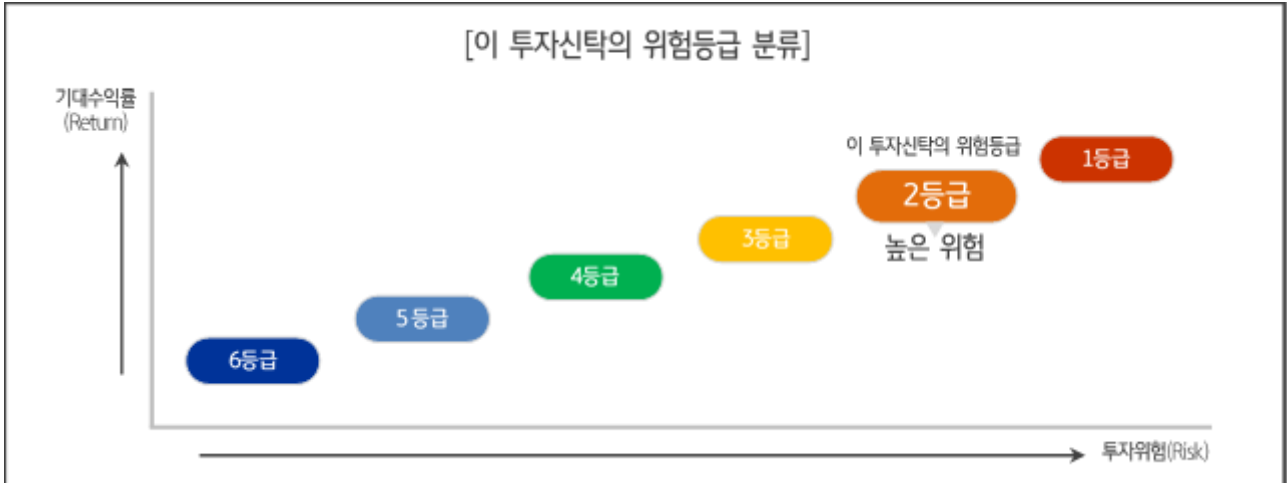 [이 투자신탁의 위험등급 분류]
기대수익률
(Return)
이 투자신탁의 위험등급
1등급
2등급
높은 위험
3등급
4등급
5등급
6등급
투자위험(Risk)